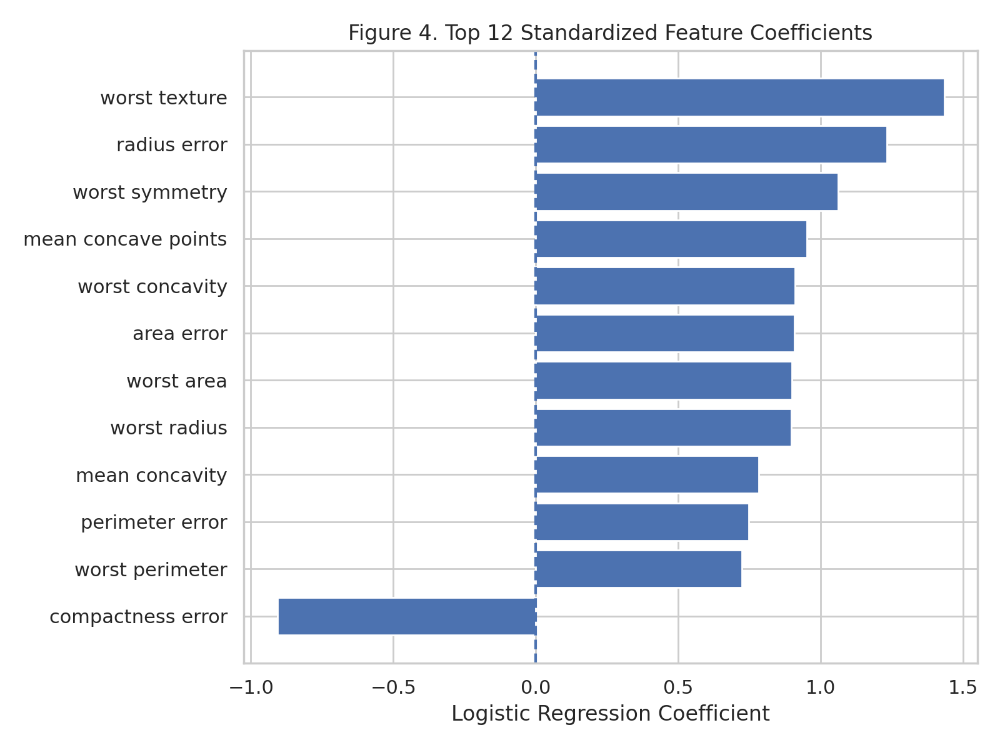 Figure 4. Top 12 Standardized Feature Coefficients
worst texture
radius error
worst symmetry
mean concave points
worst concavity
area error
worst area
worst radius
mean concavity
perimeter error
worst perimeter
compactness error
−1.0 −0.5 0.0 0.5 1.0 1.5
Logistic Regression Coefficient